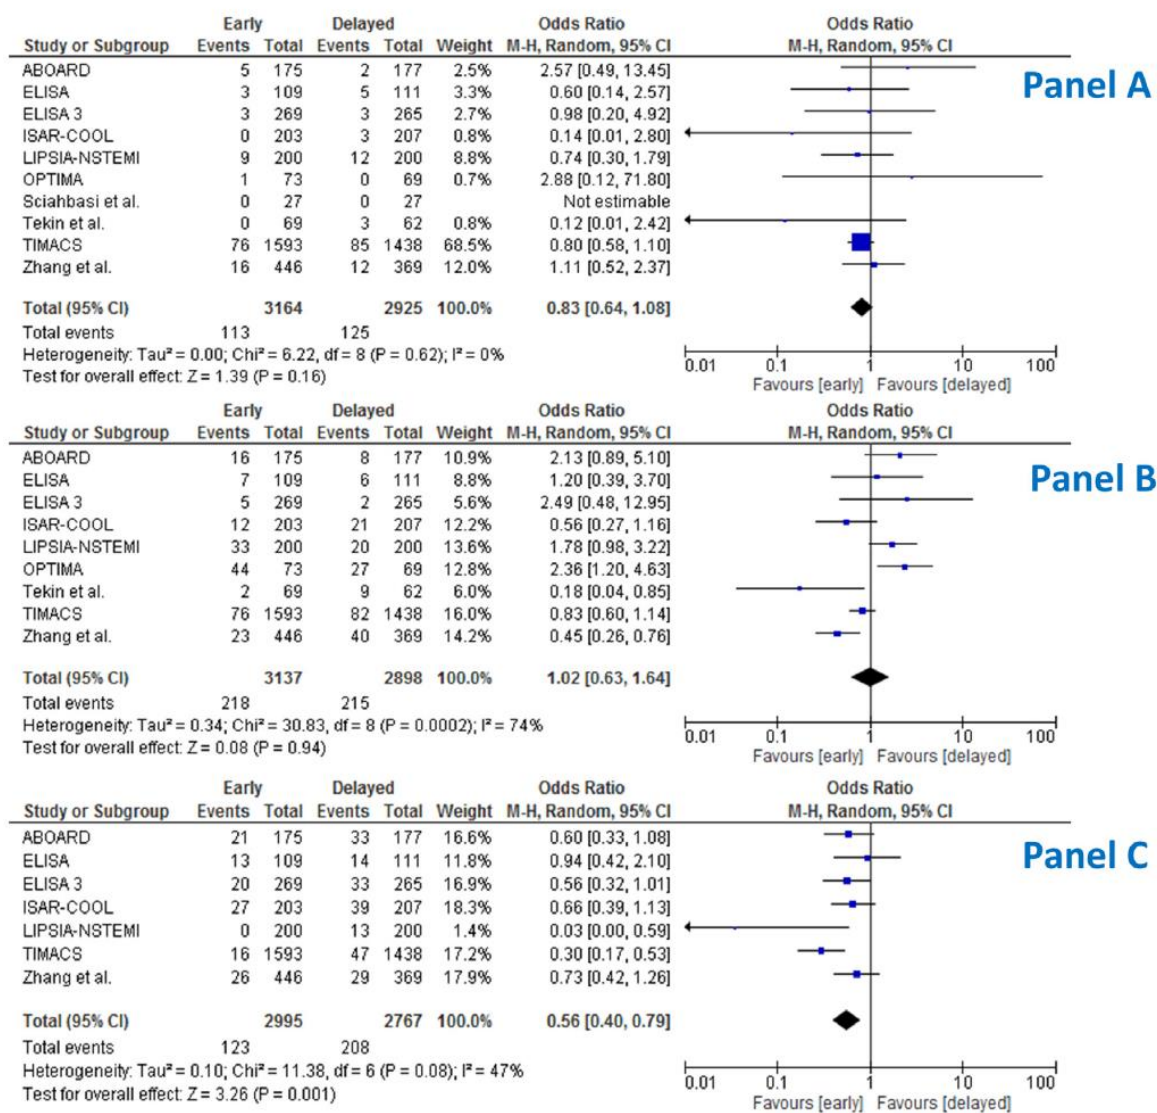 Early Delayed Odds Ratio Odds Ratio
Study or Subgroup Events Total Events Total Weight M-H, Random, 95% CI M-H, Random, 95% CI
ABOARD 5 175 2 177 2.5% 2.57 [0.49, 13.45]
Panel A
ELISA 3 109 5 111 3.3% 0.60 [0.14, 2.57]
ELISA 3 3 269 3 265 2.7% 0.98 [0.20, 4.92]
ISAR-COOL 0 203 3 207 0.8% 0.14 [0.01, 2.80]
LIPSIA-NSTEMI 9 200 12 200 8.8% 0.74 [0.30, 1.79]
OPTIMA 1 73 0 69 0.7% 2.88 [0.12, 71.80]
Sciahbasi et al. 0 27 0 27 Not estimable
Tekin et al. 0 69 3 62 0.8% 0.12 [0.01, 2.42]
TIMACS 76 1593 85 1438 68.5% 0.80 [0.58, 1.10]
Zhang et al. 16 446 12 369 12.0% 1.11 [0.52, 2.37]
Total (95% CI) 3164 2925 100.0% 0.83 [0.64, 1.08]
Total events 113 125
Heterogeneity: Tau² = 0.00; Chi² = 6.22, df = 8 (P = 0.62); I² = 0%
Test for overall effect: Z = 1.39 (P = 0.16)
0.01 0.1 1 10 100
Favours [early] Favours [delayed]
Early Delayed Odds Ratio Odds Ratio
Study or Subgroup Events Total Events Total Weight M-H, Random, 95% CI M-H, Random, 95% CI
ABOARD 16 175 8 177 10.9% 2.13 [0.89, 5.10]
Panel B
ELISA 7 109 6 111 8.8% 1.20 [0.39, 3.70]
ELISA 3 5 269 2 265 5.6% 2.49 [0.48, 12.95]
ISAR-COOL 12 203 21 207 12.2% 0.56 [0.27, 1.16]
LIPSIA-NSTEMI 33 200 20 200 13.6% 1.78 [0.98, 3.22]
OPTIMA 44 73 27 69 12.8% 2.36 [1.20, 4.63]
Tekin et al. 2 69 9 62 6.0% 0.18 [0.04, 0.85]
TIMACS 76 1593 82 1438 16.0% 0.83 [0.60, 1.14]
Zhang et al. 23 446 40 369 14.2% 0.45 [0.26, 0.76]
Total (95% CI) 3137 2898 100.0% 1.02 [0.63, 1.64]
Total events 218 215
Heterogeneity: Tau² = 0.34; Chi² = 30.83, df = 8 (P = 0.0002); I² = 74%
Test for overall effect: Z = 0.08 (P = 0.94)
0.01 0.1 1 10 100
Favours [early] Favours [delayed]
Early Delayed Odds Ratio Odds Ratio
Study or Subgroup Events Total Events Total Weight M-H, Random, 95% CI M-H, Random, 95% CI
ABOARD 21 175 33 177 16.6% 0.60 [0.33, 1.08]
Panel C
ELISA 13 109 14 111 11.8% 0.94 [0.42, 2.10]
ELISA 3 20 269 33 265 16.9% 0.56 [0.32, 1.01]
ISAR-COOL 27 203 39 207 18.3% 0.66 [0.39, 1.13]
LIPSIA-NSTEMI 0 200 13 200 1.4% 0.03 [0.00, 0.59]
TIMACS 16 1593 47 1438 17.2% 0.30 [0.17, 0.53]
Zhang et al. 26 446 29 369 17.9% 0.73 [0.42, 1.26]
Total (95% CI) 2995 2767 100.0% 0.56 [0.40, 0.79]
Total events 123 208
Heterogeneity: Tau² = 0.10; Chi² = 11.38, df = 6 (P = 0.08); I² = 47%
Test for overall effect: Z = 3.26 (P = 0.001)
0.01 0.1 1 10 100
Favours [early] Favours [delayed]